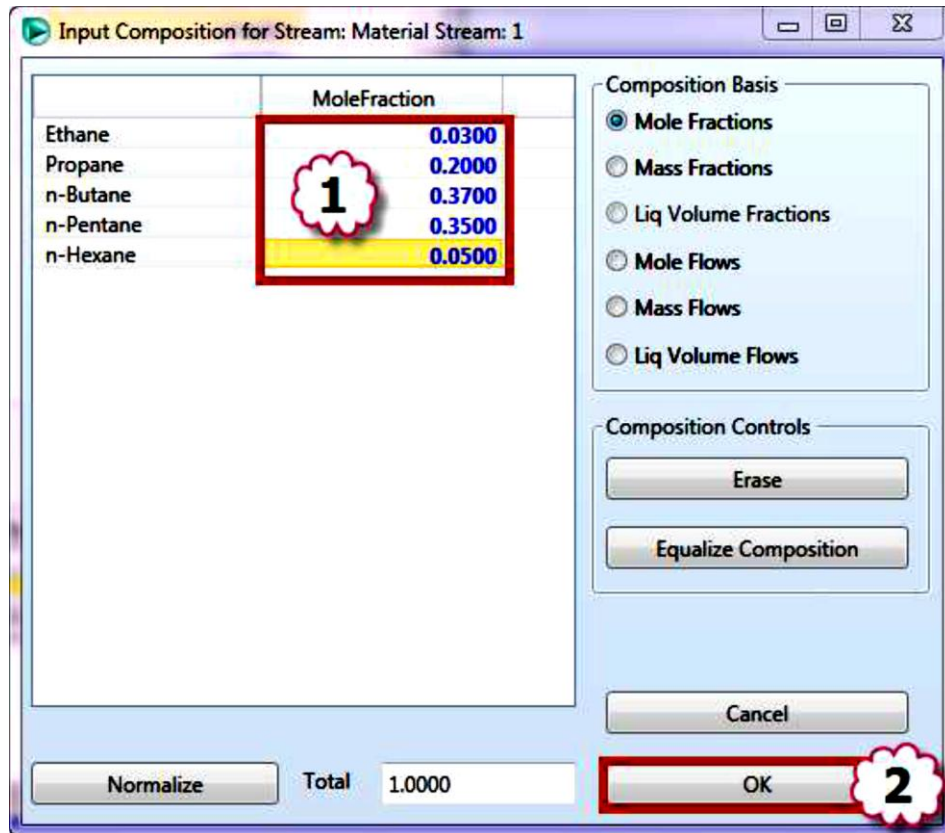 Input Composition for Stream: Material Stream: 1
MoleFraction
Ethane 0.0300
Propane 0.2000
n-Butane 0.3700
n-Pentane 0.3500
n-Hexane 0.0500
1
Composition Basis
Mole Fractions
Mass Fractions
Liq Volume Fractions
Mole Flows
Mass Flows
Liq Volume Flows
Composition Controls
Erase
Equalize Composition
Cancel
Normalize Total 1.0000 OK 2